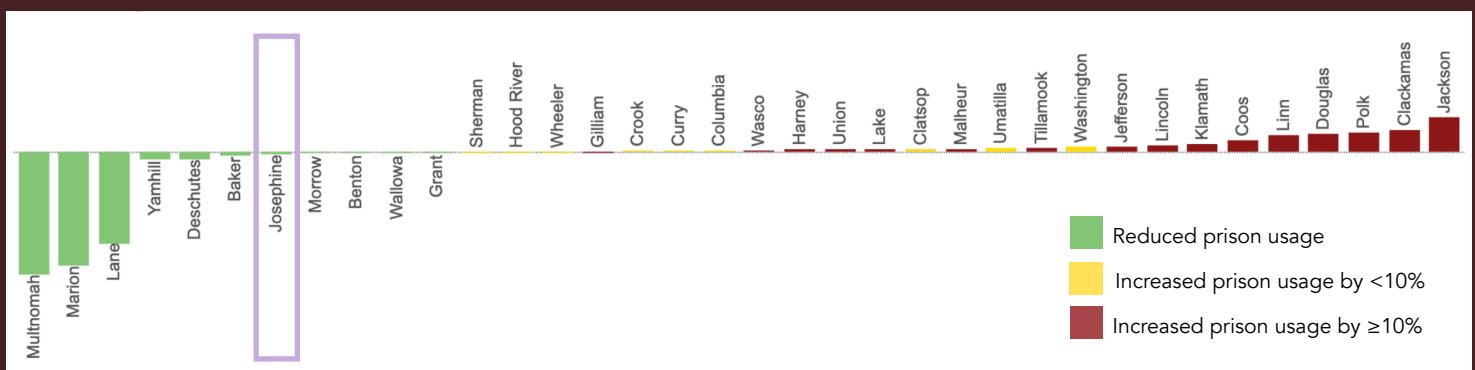 Multnomah
Marion
Lane
Yamhill
Deschutes
Baker
Josephine
Morrow
Benton
Wallowa
Grant
Sherman
Hood River
Wheeler
Gilliam
Crook
Curry
Columbia
Wasco
Harney
Union
Lake
Clatsop
Malheur
Umatilla
Tillamook
Washington
Jefferson
Lincoln
Klamath
Coos
Linn
Douglas
Polk
Clackamas
Jackson
Reduced prison usage
Increased prison usage by <10%
Increased prison usage by ≥10%